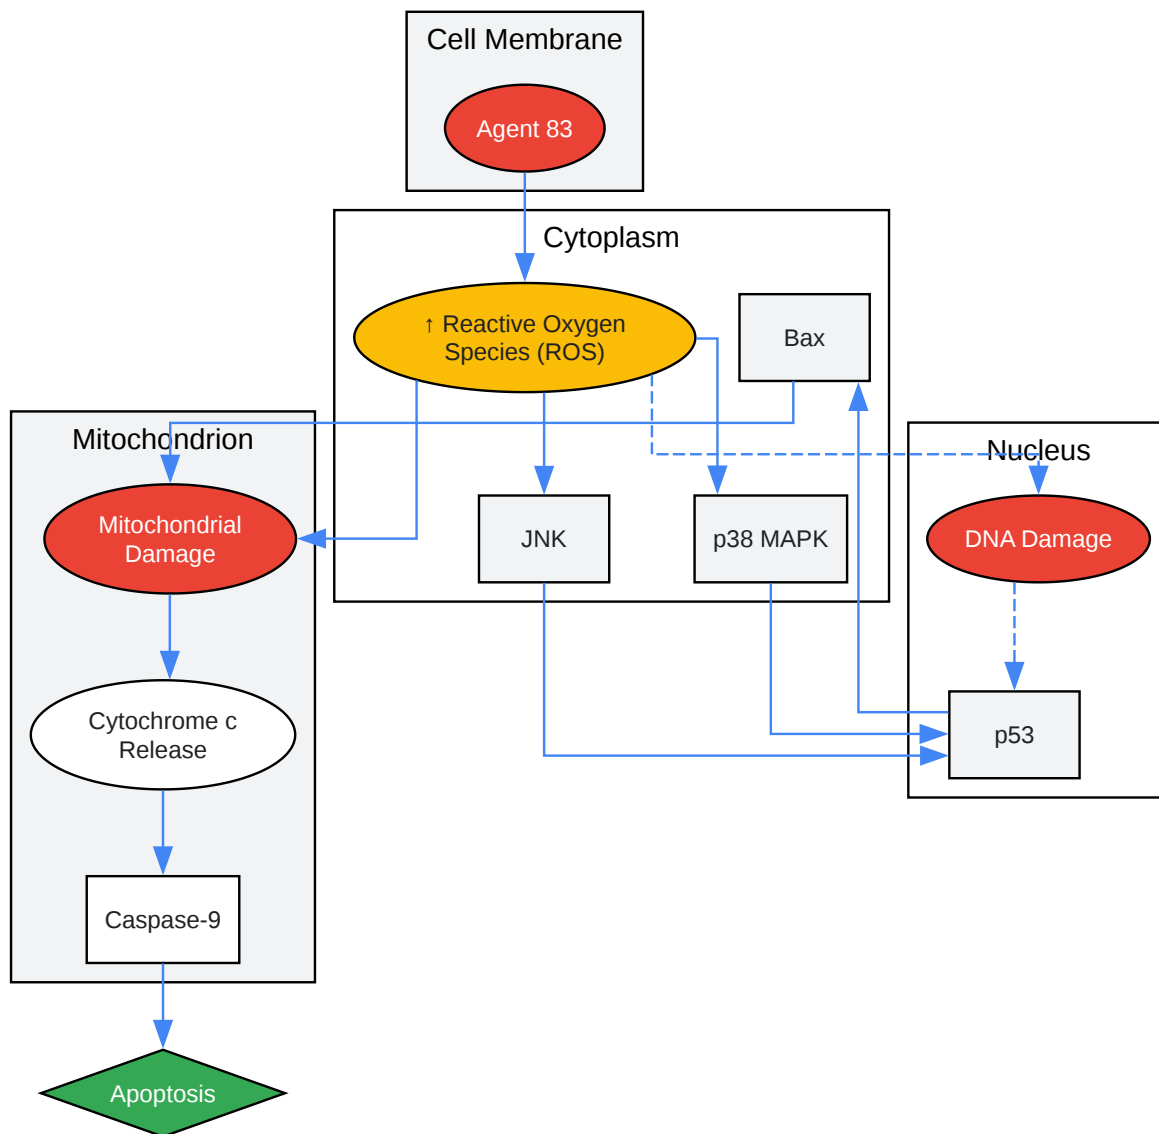 Cell Membrane
Agent 83
Cytoplasm
↑ Reactive Oxygen
Species (ROS)
Bax
Mitochondrion
Nucleus
Mitochondrial
Damage
JNK
p38 MAPK
DNA Damage
Cytochrome c
Release
p53
Caspase-9
Apoptosis